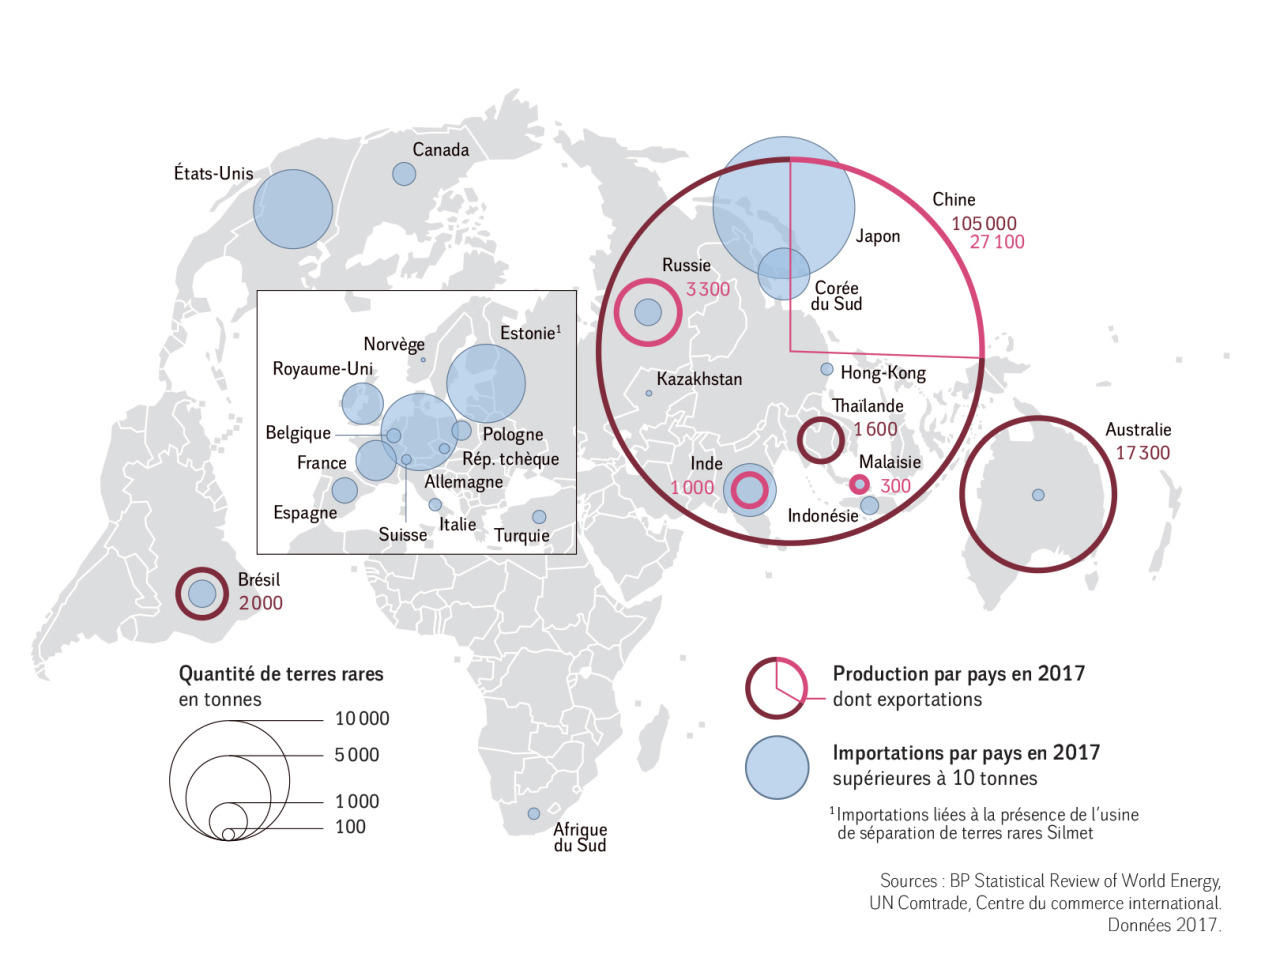 Canada
États-Unis
Chine
105 000
27 100
Japon
Russie
3 300
Corée
du Sud
Estonie¹
Norvège
Royaume-Uni
Kazakhstan
Hong-Kong
Thaïlande
1 600
Belgique
Pologne
Australie
17 300
France
Rép. tchèque
Inde
1 000
Malaisie
300
Allemagne
Espagne
Italie
Suisse
Turquie
Indonésie
Brésil
2 000
Quantité de terres rares
en tonnes
10 000
5 000
1 000
100
Afrique
du Sud
Production par pays en 2017
dont exportations
Importations par pays en 2017
supérieures à 10 tonnes
¹ Importations liées à la présence de l’usine
de séparation de terres rares Silmet
Sources : BP Statistical Review of World Energy,
UN Comtrade, Centre du commerce international.
Données 2017.